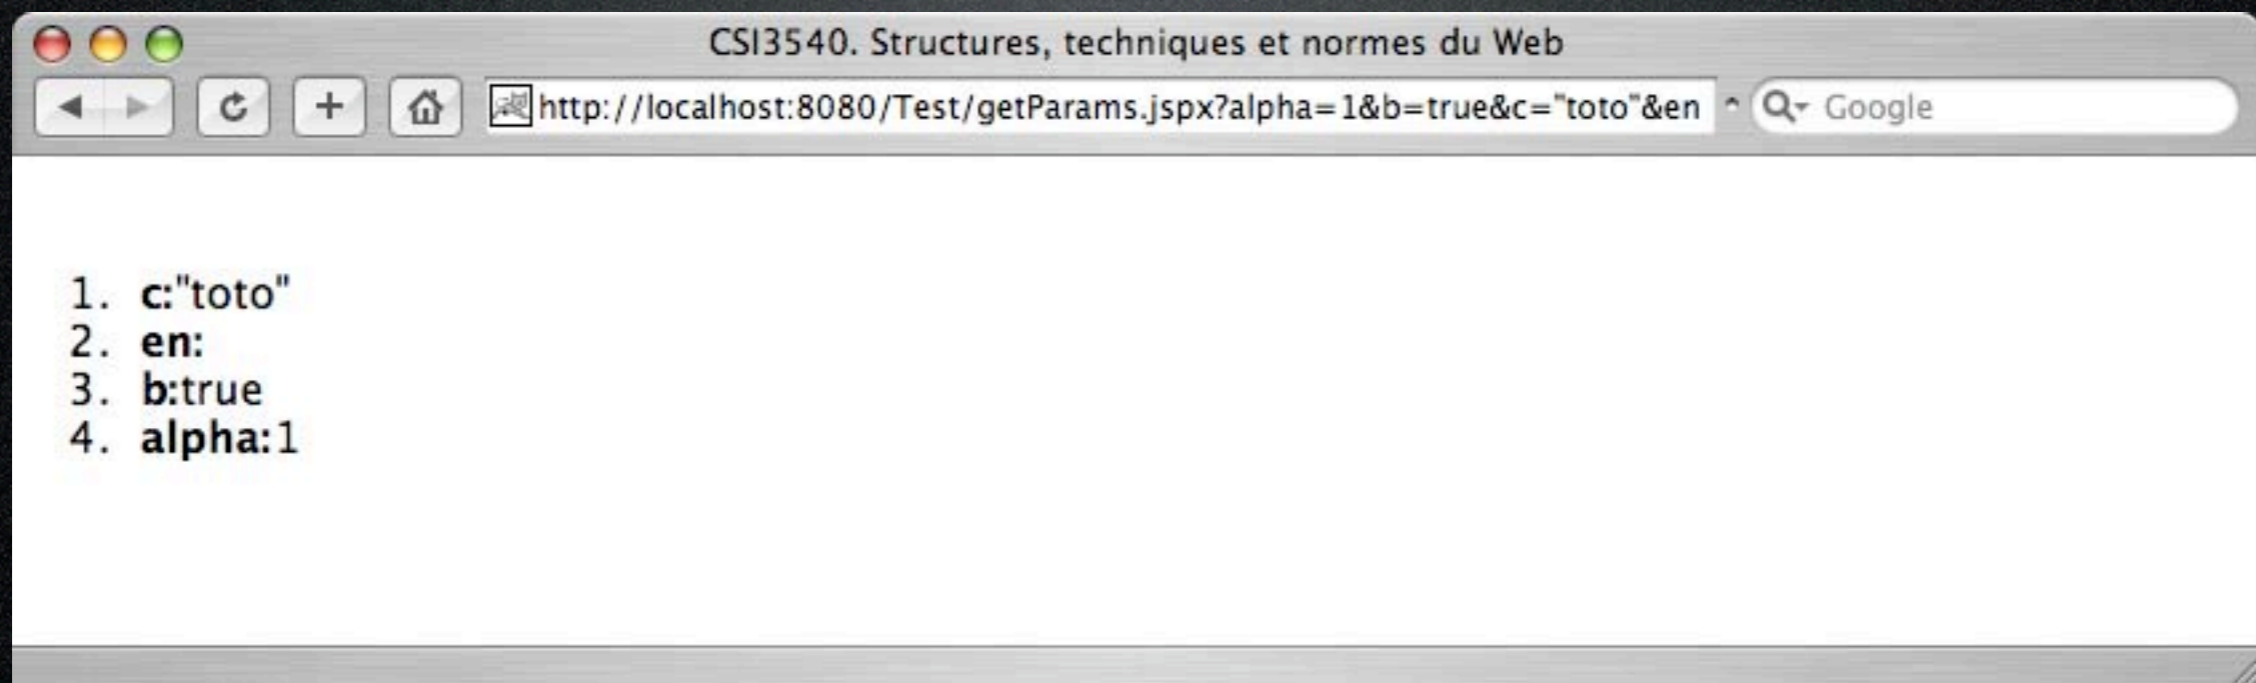 CSI3540. Structures, techniques et normes du Web
http://localhost:8080/Test/getParams.jspx?alpha=1&b=true&c="toto"&en
Google
1. c:"toto"
2. en:
3. b:true
4. alpha:1